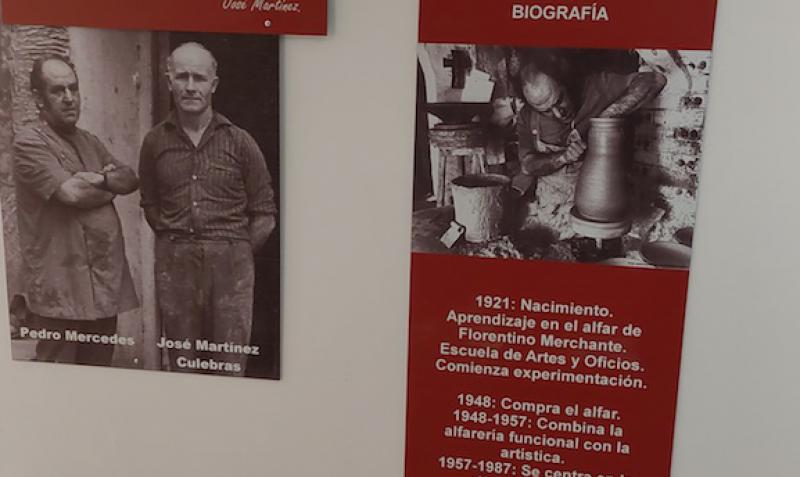 José Martínez.
BIOGRAFÍA
Pedro Mercedes
José Martínez
Culebras
1921: Nacimiento.
Aprendizaje en el alfar de
Florentino Merchante.
Escuela de Artes y Oficios.
Comienza experimentación.
1948: Compra el alfar.
1948-1957: Combina la
alfarería funcional con la
artística.
1957-1987: Se centra en